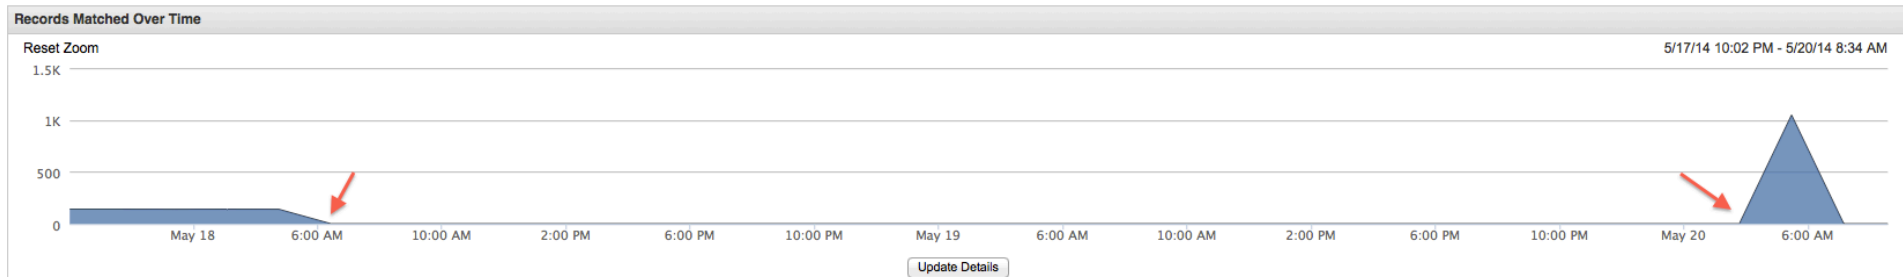 Records Matched Over Time
Reset Zoom 5/17/14 10:02 PM - 5/20/14 8:34 AM
1.5K
1K
500
0
May 18 6:00 AM 10:00 AM 2:00 PM 6:00 PM 10:00 PM May 19 6:00 AM 10:00 AM 2:00 PM 6:00 PM 10:00 PM May 20 6:00 AM
Update Details